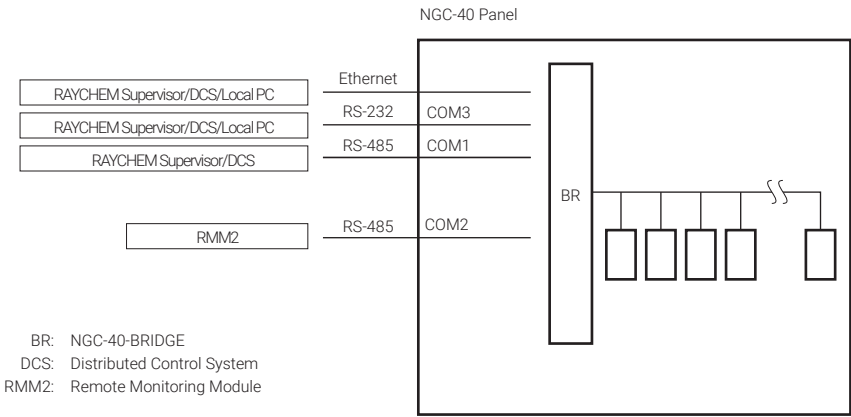 NGC-40 Panel
Ethernet
RAYCHEM Supervisor/DCS/Local PC
RS-232 COM3
RAYCHEM Supervisor/DCS/Local PC
RS-485 COM1
RAYCHEM Supervisor/DCS
BR
RS-485 COM2
RMM2
BR: NGC-40-BRIDGE
DCS: Distributed Control System
RMM2: Remote Monitoring Module